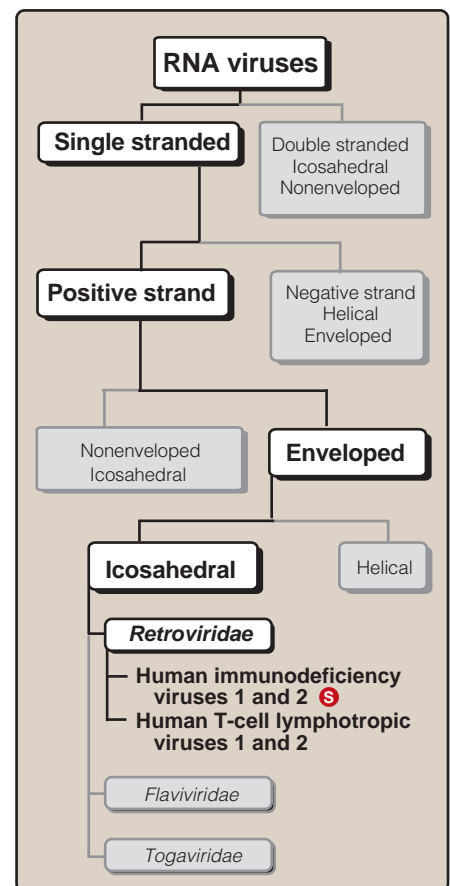 RNA viruses
Single stranded
Double stranded
Icosahedral
Nonenveloped
Positive strand
Negative strand
Helical
Enveloped
Nonenveloped
Icosahedral
Enveloped
Icosahedral
Helical
Retroviridae
Human immunodeficiency
viruses 1 and 2 S
Human T-cell lymphotropic
viruses 1 and 2
Flaviviridae
Togaviridae